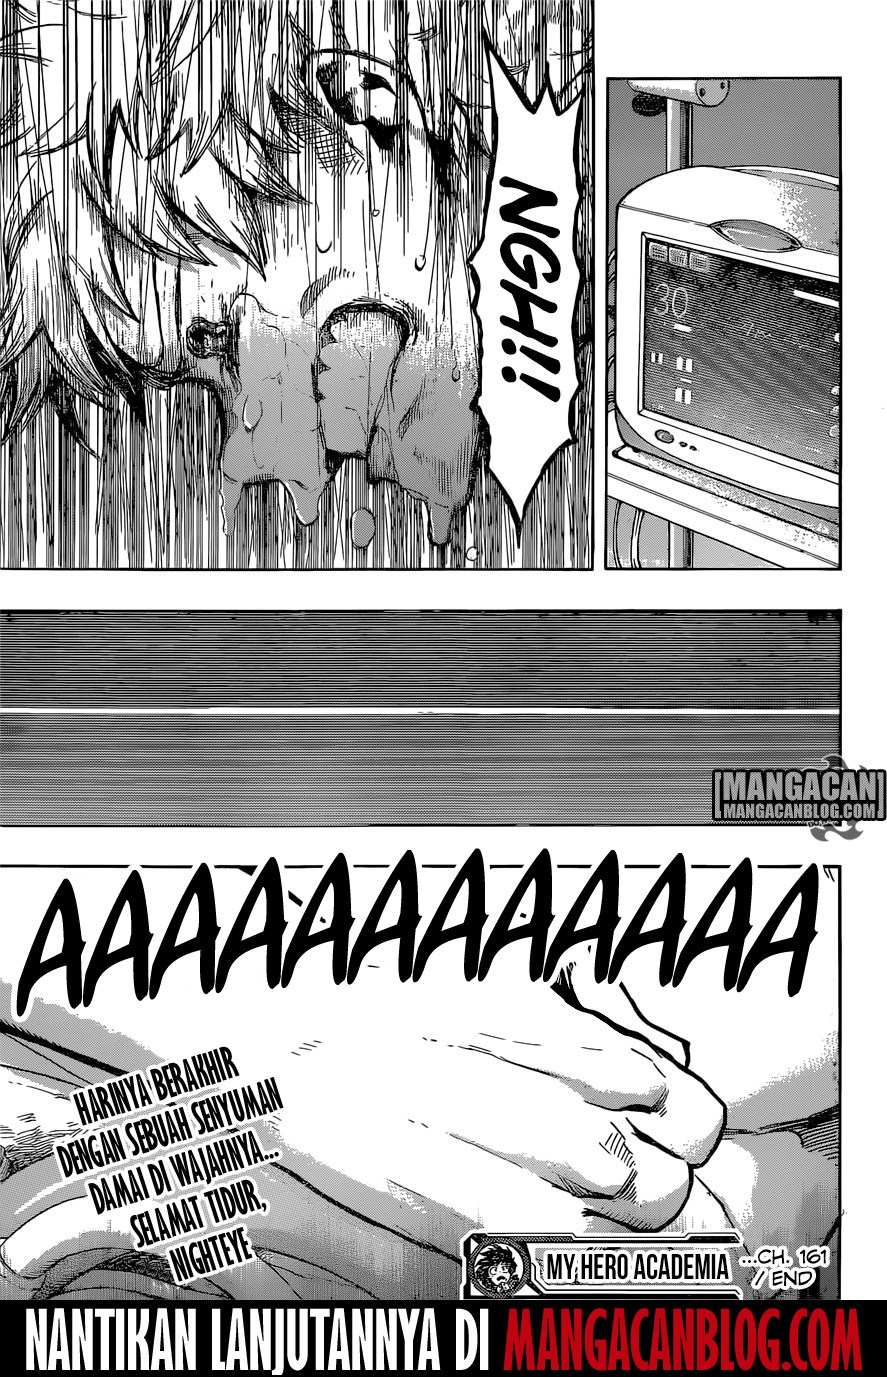 30
NGH!!
[MANGACAN]
MANGACANBLOG.COM
AAAAAAAAAAAA
HARINYA BERAKHIR
DENGAN SEBUAH SENYUMAN
DAMAI DI WAJAHNYA...
SELAMAT TIDUR,
NIGHTEYE
MY HERO ACADEMIA
...CH. 161
/ END
NANTIKAN LANJUTANNYA DI MANGACANBLOG.COM